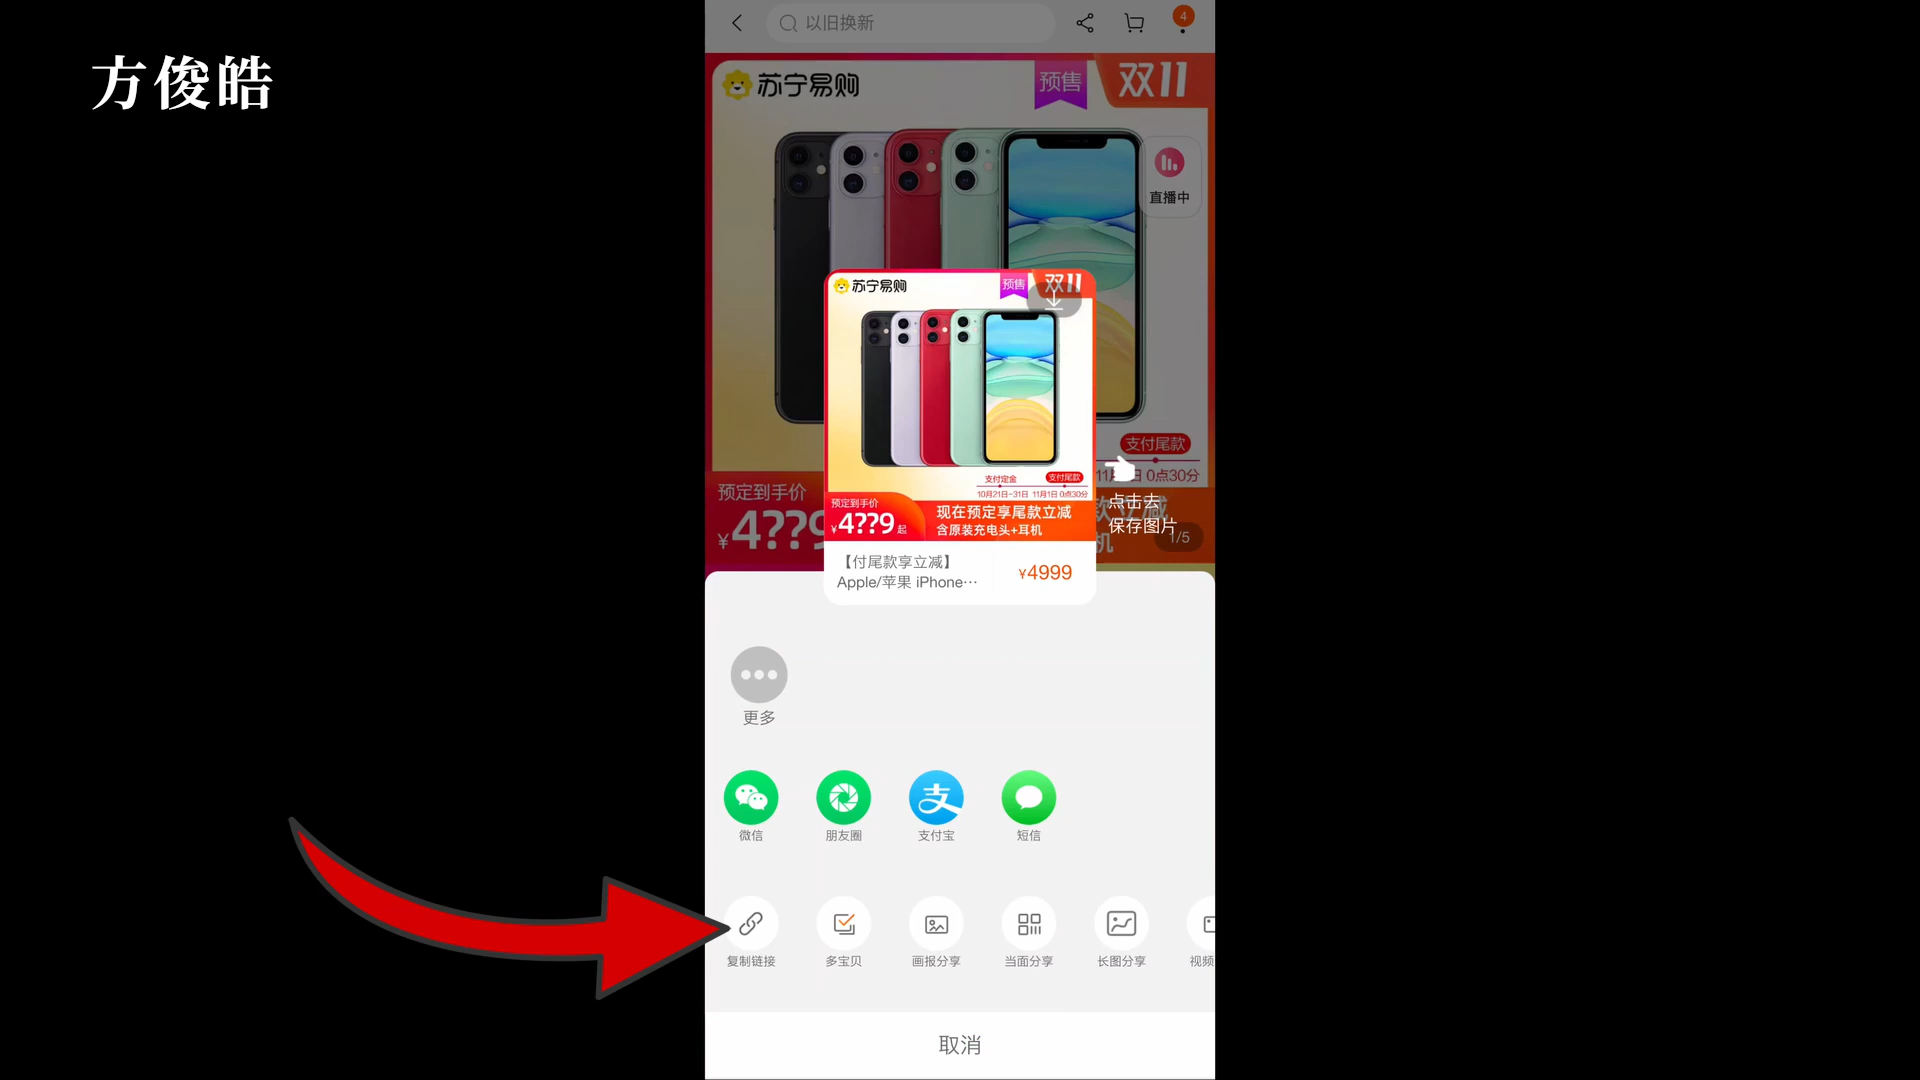 方俊皓
以旧换新
4
苏宁易购
预售
双11
直播中
苏宁易购
预售
双11
支付尾款
支付定金
支付尾款
10月21日-31日
11月1日 0点30分
0点30分
预定到手价
¥4??9
预定到手价
¥4??9起
现在预定享尾款立减
含原装充电头+耳机
点击去
保存图片
1/5
【付尾款享立减】
Apple/苹果 iPhone…
¥4999
更多
微信
朋友圈
支付宝
短信
复制链接
多宝贝
画报分享
当面分享
长图分享
视频
取消